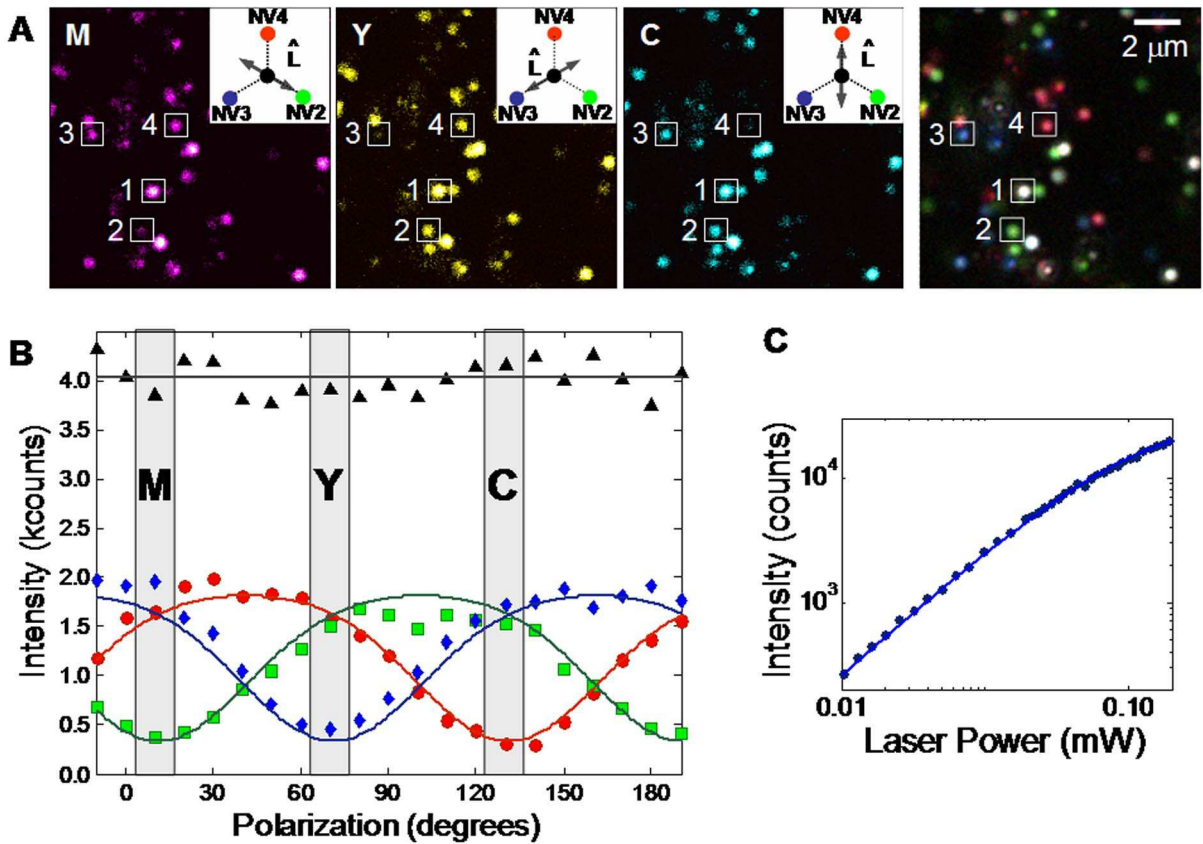 A
M
NV4
L̂
NV3
NV2
3
4
1
2
Y
NV4
L̂
NV3
NV2
3
4
1
2
C
NV4
L̂
NV3
NV2
3
4
1
2
2 μm
3
4
1
2
B
Intensity (kcounts)
4.0
3.5
3.0
2.5
2.0
1.5
1.0
0.5
0.0
M
Y
C
0
30
60
90
120
150
180
Polarization (degrees)
C
Intensity (counts)
10⁴
10³
0.01
0.10
Laser Power (mW)